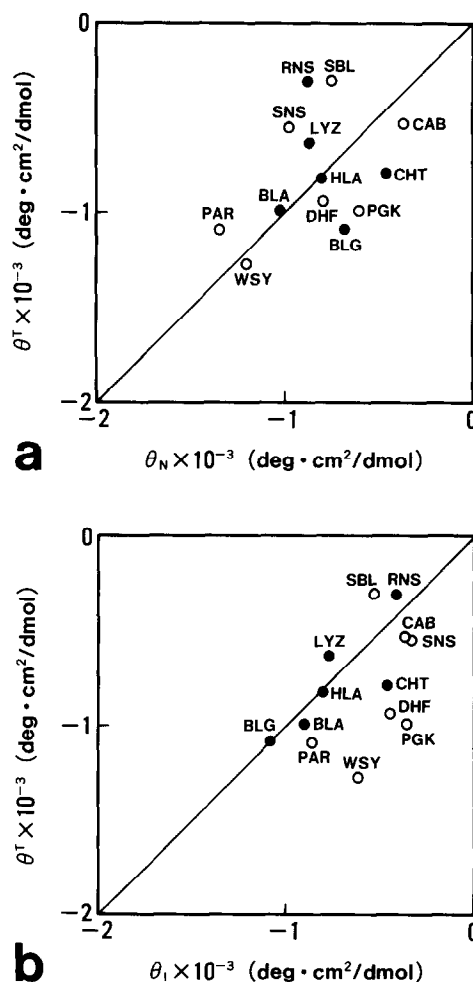 0
RNS
SBL
SNS
LYZ
CAB
HLA
CHT
BLA
DHF
PGK
PAR
BLG
WSY
-1
-2
θᵀ × 10⁻³ (deg・cm²/dmol)
-2
-1
0
a
θ_N × 10⁻³ (deg・cm²/dmol)
0
SBL
RNS
CAB
SNS
LYZ
HLA
CHT
DHF
BLG
BLA
PGK
PAR
WSY
-1
-2
θᵀ × 10⁻³ (deg・cm²/dmol)
-2
-1
0
b
θ_I × 10⁻³ (deg・cm²/dmol)